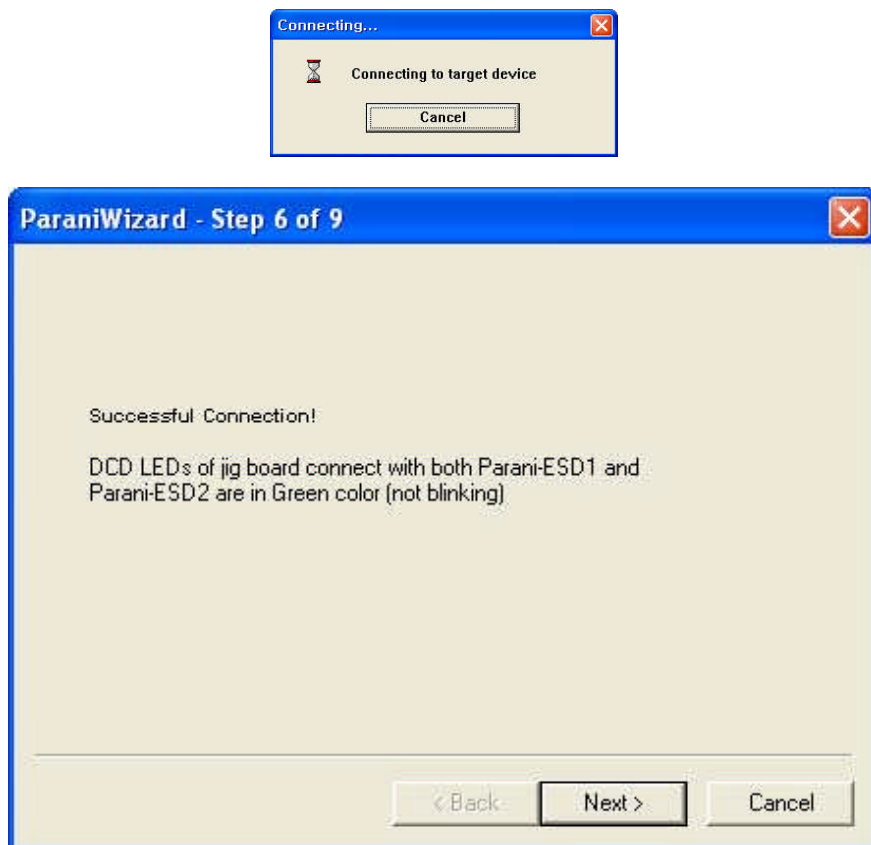 Connecting...
Connecting to target device
Cancel
ParaniWizard - Step 6 of 9
Successful Connection!
DCD LEDs of jig board connect with both Parani-ESD1 and
Parani-ESD2 are in Green color (not blinking)
< Back
Next >
Cancel